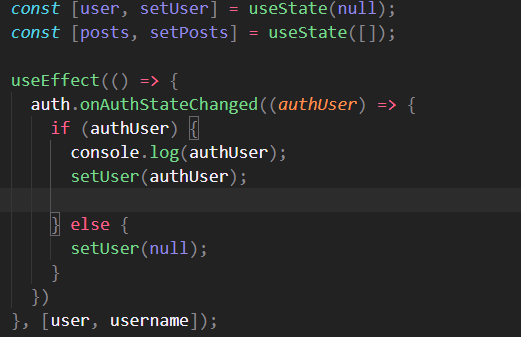 const [user, setUser] = useState(null);
const [posts, setPosts] = useState([]);
useEffect(() => {
auth.onAuthStateChanged((authUser) => {
if (authUser) {
console.log(authUser);
setUser(authUser);
} else {
setUser(null);
}
})
}, [user, username]);